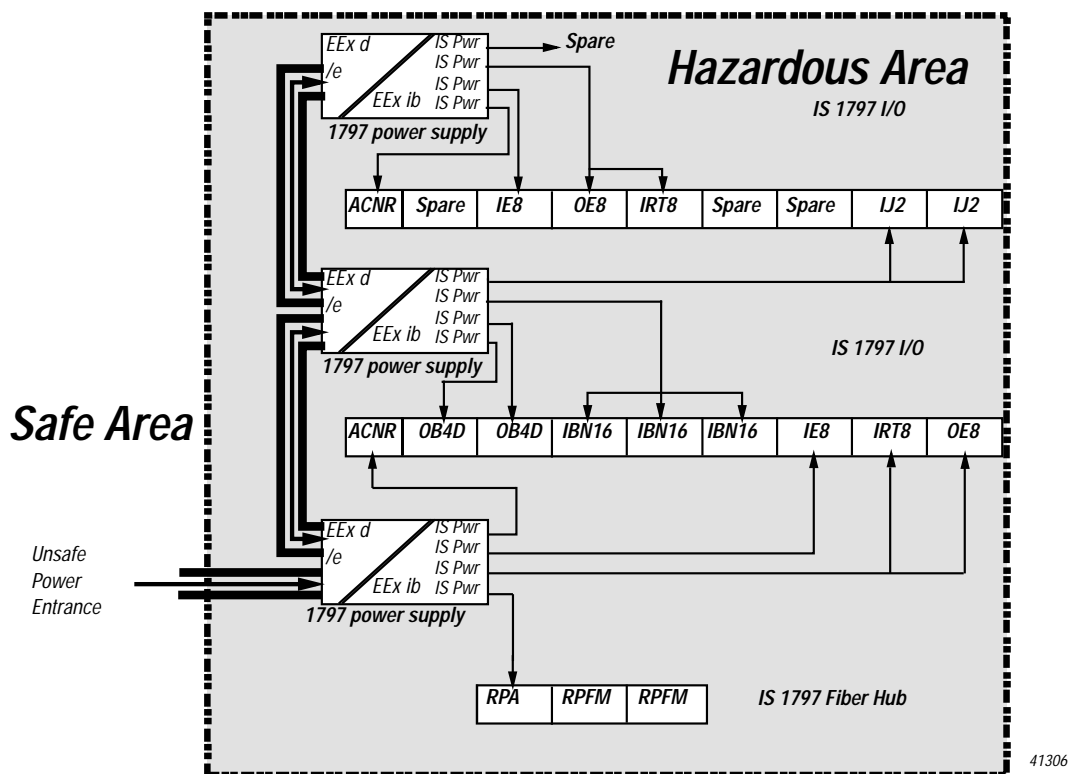 EEx d
/e
EEx ib
IS Pwr
IS Pwr
IS Pwr
IS Pwr
1797 power supply
Spare
Hazardous Area
IS 1797 I/O
ACNR Spare IE8 OE8 IRT8 Spare Spare IJ2 IJ2
EEx d
/e
EEx ib
IS Pwr
IS Pwr
IS Pwr
IS Pwr
1797 power supply
IS 1797 I/O
Safe Area
ACNR OB4D OB4D IBN16 IBN16 IBN16 IE8 IRT8 OE8
EEx d
/e
EEx ib
IS Pwr
IS Pwr
IS Pwr
IS Pwr
1797 power supply
Unsafe
Power
Entrance
RPA RPFM RPFM
IS 1797 Fiber Hub
41306